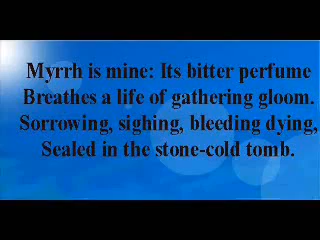 Myrrh is mine: Its bitter perfume
Breathes a life of gathering gloom.
Sorrowing, sighing, bleeding dying,
Sealed in the stone-cold tomb.